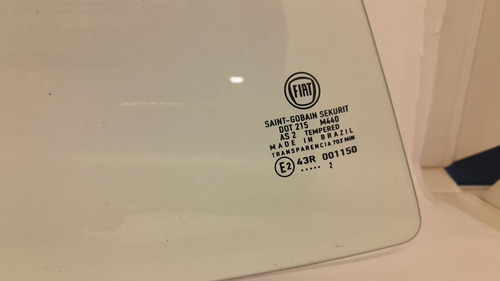 FIAT
SAINT-GOBAIN SEKURIT
DOT 215 M440
AS 2 TEMPERED
MADE IN BRAZIL
TRANSPARENCIA 70% MIN
E2 43R 001150
..... 2